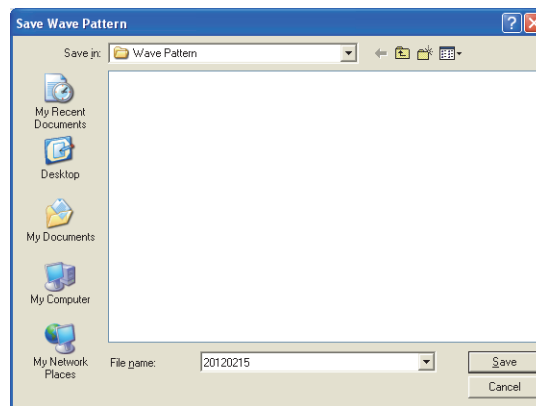 Save Wave Pattern
Save in:
Wave Pattern
My Recent
Documents
Desktop
My Documents
My Computer
My Network
Places
File name:
20120215
Save
Cancel